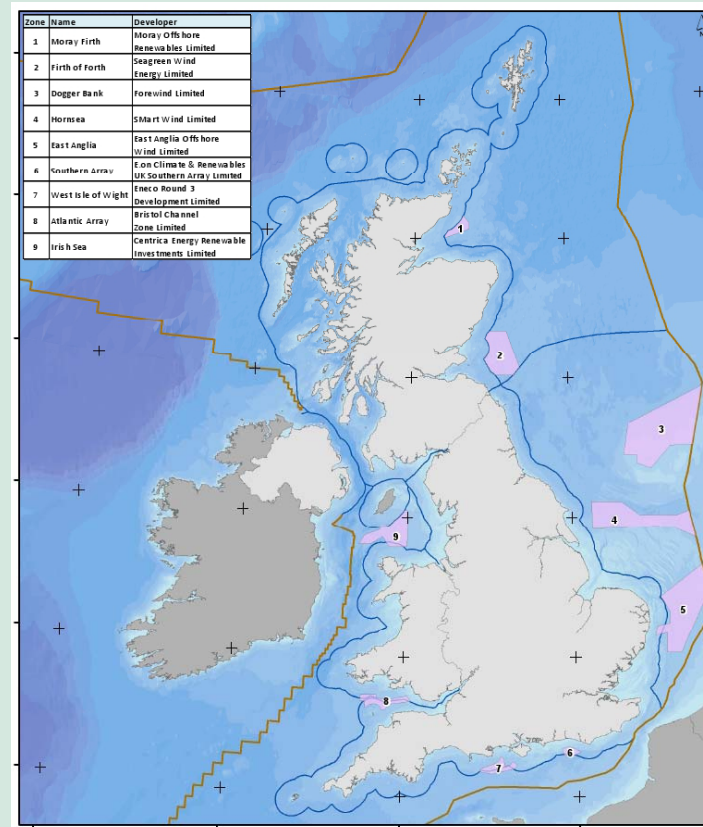 Zone Name Developer
1 Moray Firth Moray Offshore
Renewables Limited
2 Firth of Forth Seagreen Wind
Energy Limited
3 Dogger Bank Forewind Limited
4 Hornsea SMart Wind Limited
5 East Anglia East Anglia Offshore
Wind Limited
6 Southern Array E.on Climate & Renewables
UK Southern Array Limited
7 West Isle of Wight Eneco Round 3
Development Limited
8 Atlantic Array Bristol Channel
Zone Limited
9 Irish Sea Centrica Energy Renewable
Investments Limited
1
2
3
4
9
5
8
6
7